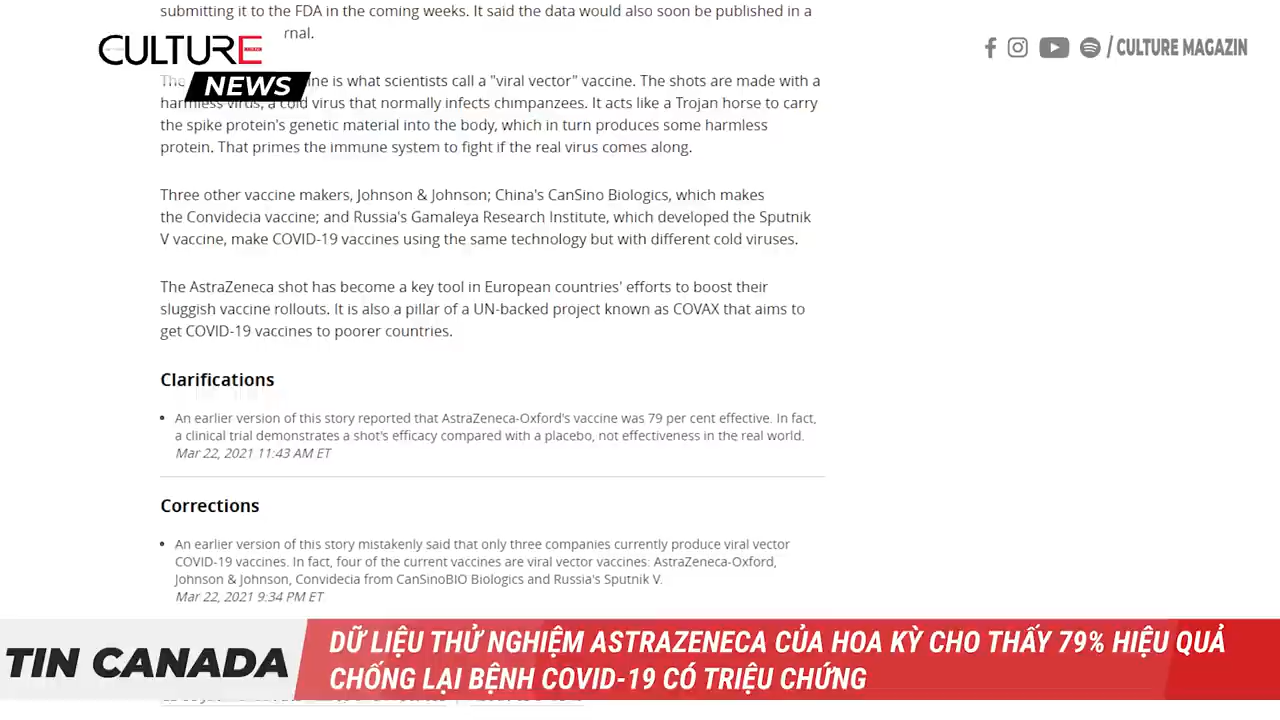 submitting it to the FDA in the coming weeks. It said the data would also soon be published in a
rnal.
CULTURE
NEWS
/ CULTURE MAGAZIN
The ine is what scientists call a "viral vector" vaccine. The shots are made with a
harmless virus, a cold virus that normally infects chimpanzees. It acts like a Trojan horse to carry
the spike protein's genetic material into the body, which in turn produces some harmless
protein. That primes the immune system to fight if the real virus comes along.
Three other vaccine makers, Johnson & Johnson; China's CanSino Biologics, which makes
the Convidecia vaccine; and Russia's Gamaleya Research Institute, which developed the Sputnik
V vaccine, make COVID-19 vaccines using the same technology but with different cold viruses.
The AstraZeneca shot has become a key tool in European countries' efforts to boost their
sluggish vaccine rollouts. It is also a pillar of a UN-backed project known as COVAX that aims to
get COVID-19 vaccines to poorer countries.
Clarifications
• An earlier version of this story reported that AstraZeneca-Oxford's vaccine was 79 per cent effective. In fact,
a clinical trial demonstrates a shot's efficacy compared with a placebo, not effectiveness in the real world.
Mar 22, 2021 11:43 AM ET
Corrections
• An earlier version of this story mistakenly said that only three companies currently produce viral vector
COVID-19 vaccines. In fact, four of the current vaccines are viral vector vaccines: AstraZeneca-Oxford,
Johnson & Johnson, Convidecia from CanSinoBIO Biologics and Russia's Sputnik V.
Mar 22, 2021 9:34 PM ET
TIN CANADA
DỮ LIỆU THỬ NGHIỆM ASTRAZENECA CỦA HOA KỲ CHO THẤY 79% HIỆU QUẢ
CHỐNG LẠI BỆNH COVID-19 CÓ TRIỆU CHỨNG